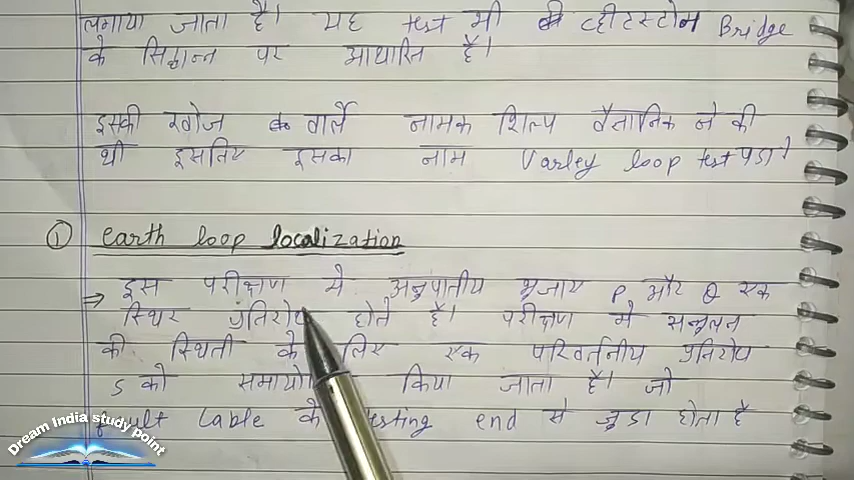 लगाया जाता है। यह test भी व्हीटस्टोन Bridge
के सिद्धान्त पर आधारित है।
इसकी खोज वार्ले नामक शिल्प वैज्ञानिक ने की
थी इसलिए इसका नाम Varley loop test पडा।
① earth loop localization
⇒ इस परीक्षण मे अनुपातीय भुजाए P और Q एक
स्थिर होते है। परीक्षण मे सन्तुलन
की स्थिती के लिए एक परिवर्तनीय प्रतिरोध
S को किया जाता है। जो
fault Cable के end से जुडा होता है
Dream India study point